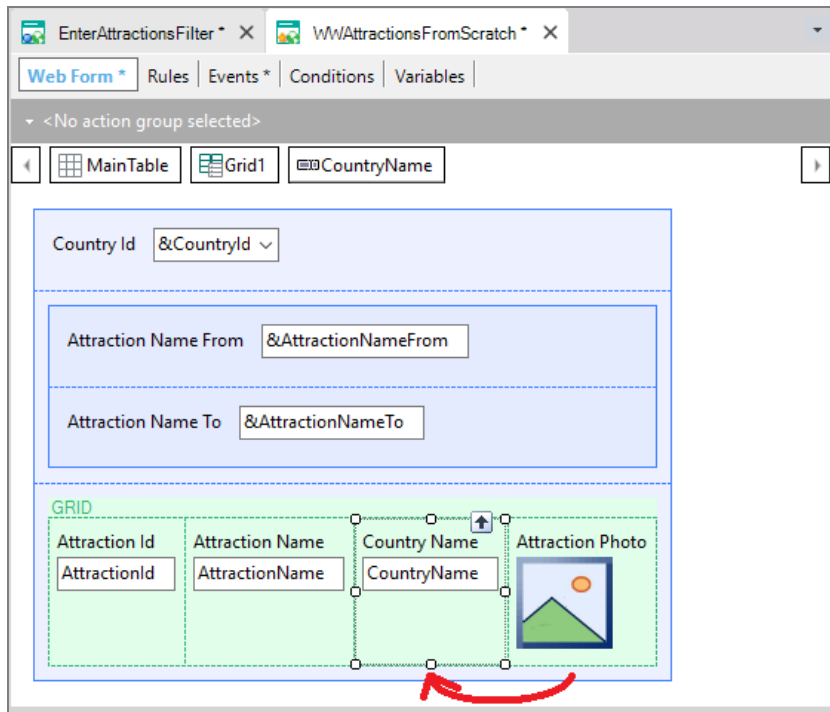 EnterAttractionsFilter * WWAttractionsFromScratch *
Web Form * Rules Events * Conditions Variables
<No action group selected>
MainTable Grid1 CountryName
Country Id &CountryId
Attraction Name From &AttractionNameFrom
Attraction Name To &AttractionNameTo
GRID
Attraction Id Attraction Name Country Name Attraction Photo
AttractionId AttractionName CountryName